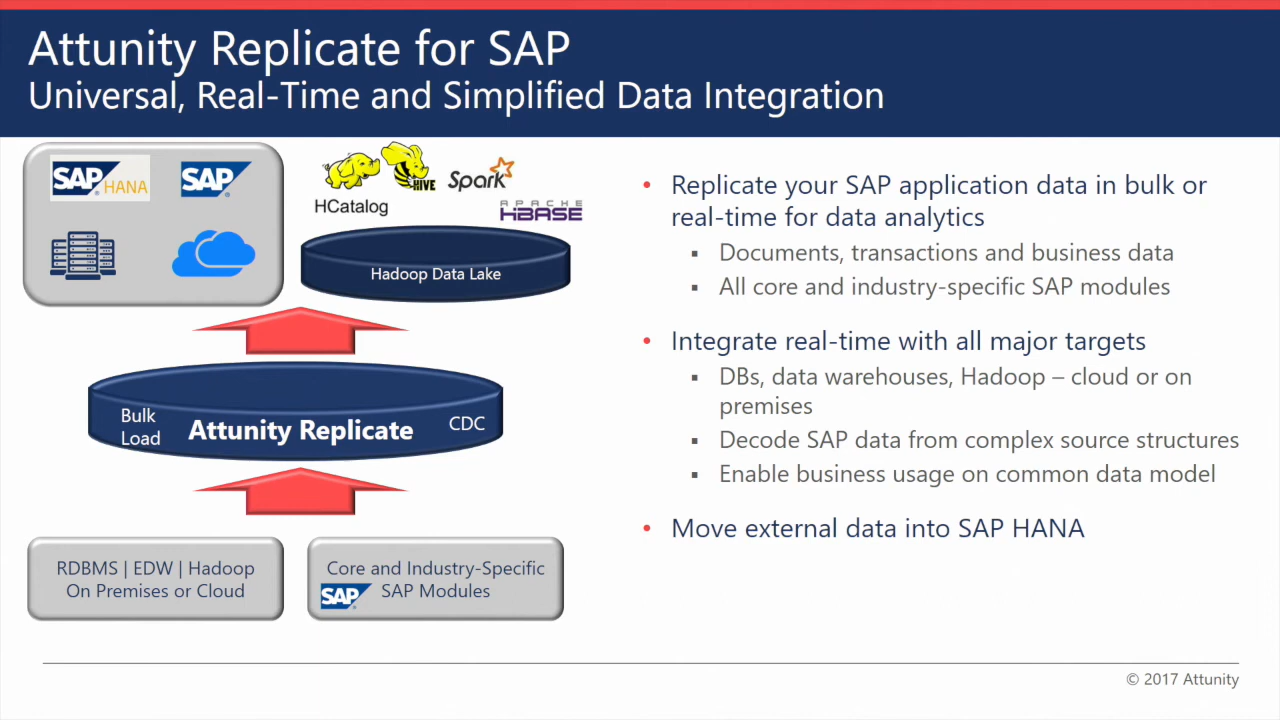 Attunity Replicate for SAP
Universal, Real-Time and Simplified Data Integration
SAP HANA
SAP
HIVE
Spark
HCatalog
APACHE
HBASE
Hadoop Data Lake
Bulk
Load
Attunity Replicate
CDC
RDBMS | EDW | Hadoop
On Premises or Cloud
Core and Industry-Specific
SAP SAP Modules
• Replicate your SAP application data in bulk or
real-time for data analytics
▪ Documents, transactions and business data
▪ All core and industry-specific SAP modules
• Integrate real-time with all major targets
▪ DBs, data warehouses, Hadoop – cloud or on
premises
▪ Decode SAP data from complex source structures
▪ Enable business usage on common data model
• Move external data into SAP HANA
© 2017 Attunity